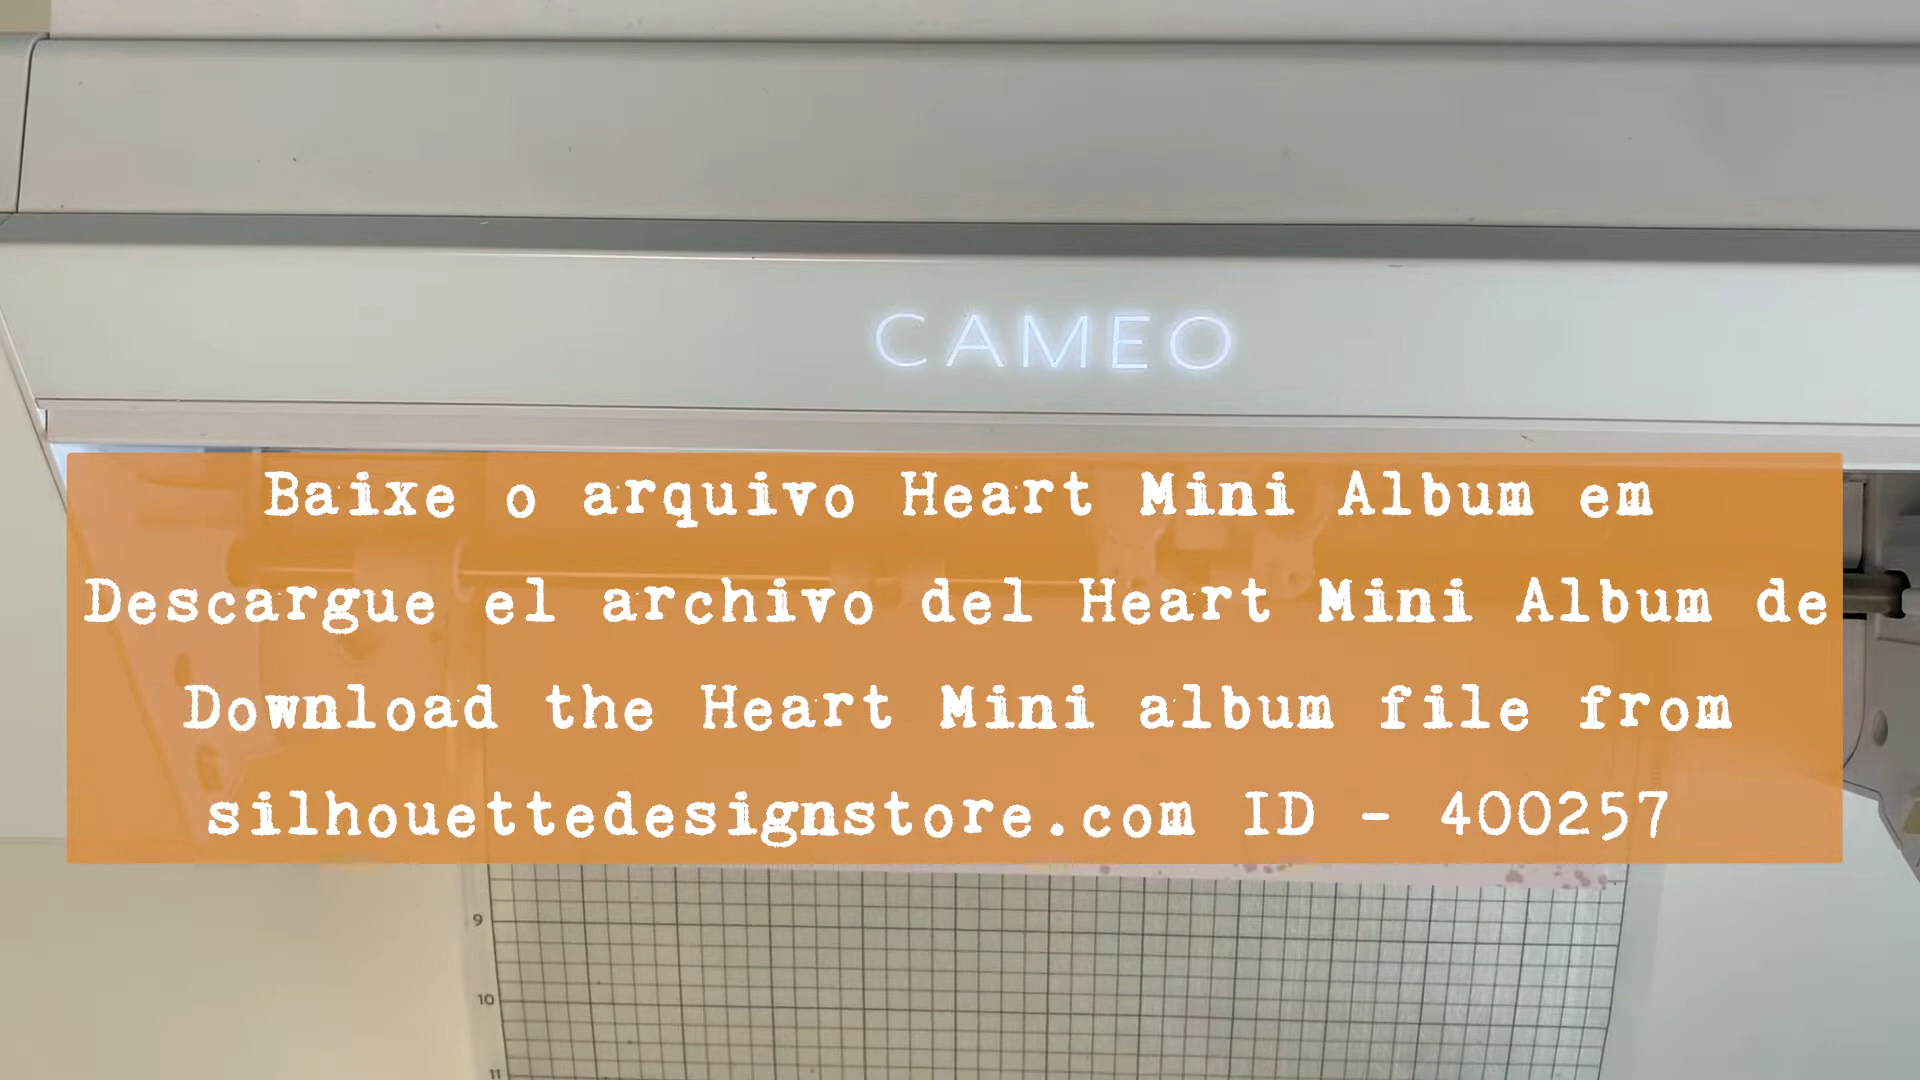 CAMEO
Baixe o arquivo Heart Mini Album em
Descargue el archivo del Heart Mini Album de
Download the Heart Mini album file from
silhouettedesignstore.com ID - 400257
9
10
11